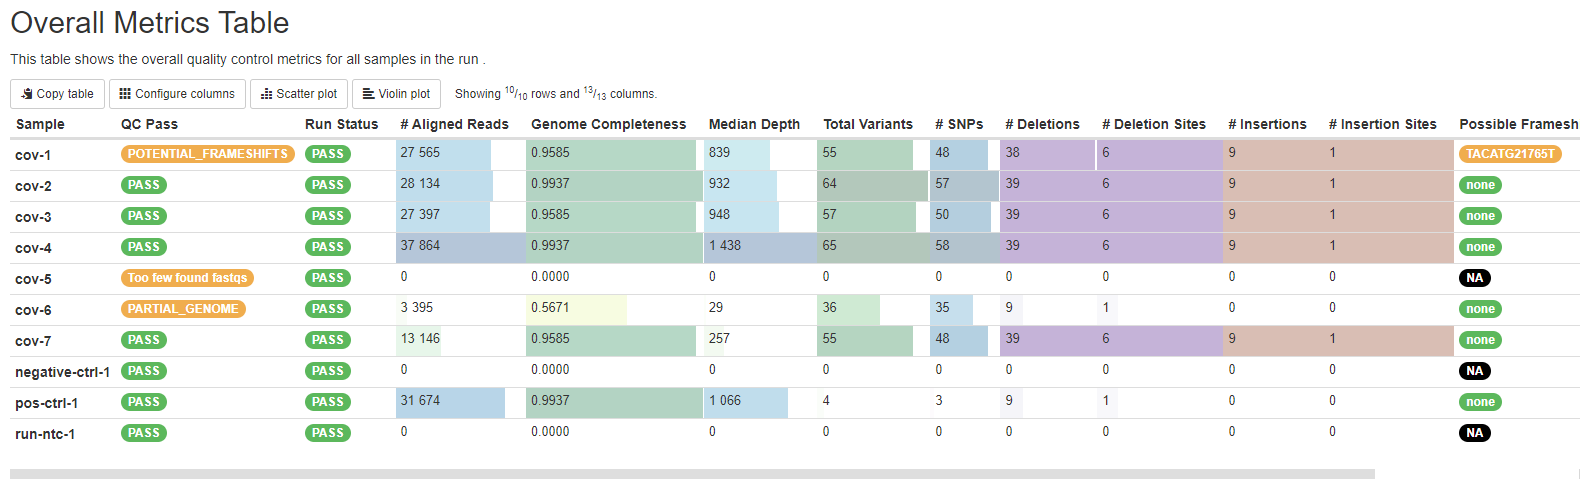 Overall Metrics Table
This table shows the overall quality control metrics for all samples in the run .
Copy table Configure columns Scatter plot Violin plot Showing 10/10 rows and 13/13 columns.
Sample QC Pass Run Status # Aligned Reads Genome Completeness Median Depth Total Variants # SNPs # Deletions # Deletion Sites # Insertions # Insertion Sites Possible Framesh
cov-1 POTENTIAL_FRAMESHIFTS PASS 27 565 0.9585 839 55 48 38 6 9 1 TACATG21765T
cov-2 PASS PASS 28 134 0.9937 932 64 57 39 6 9 1 none
cov-3 PASS PASS 27 397 0.9585 948 57 50 39 6 9 1 none
cov-4 PASS PASS 37 864 0.9937 1 438 65 58 39 6 9 1 none
cov-5 Too few found fastqs PASS 0 0.0000 0 0 0 0 0 0 0 NA
cov-6 PARTIAL_GENOME PASS 3 395 0.5671 29 36 35 9 1 0 0 none
cov-7 PASS PASS 13 146 0.9585 257 55 48 39 6 9 1 none
negative-ctrl-1 PASS PASS 0 0.0000 0 0 0 0 0 0 0 NA
pos-ctrl-1 PASS PASS 31 674 0.9937 1 066 4 3 9 1 0 0 none
run-ntc-1 PASS PASS 0 0.0000 0 0 0 0 0 0 0 NA